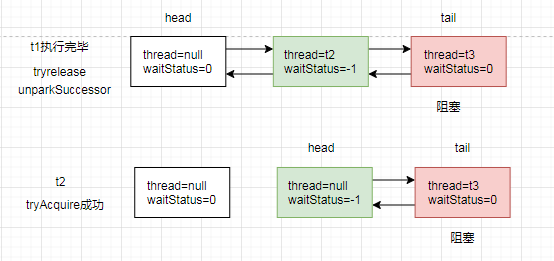 head
tail
t1执行完毕
tryrelease
unparkSuccessor
thread=null
waitStatus=0
thread=t2
waitStatus=-1
thread=t3
waitStatus=0
阻塞
head
tail
t2
tryAcquire成功
thread=null
waitStatus=0
thread=null
waitStatus=-1
thread=t3
waitStatus=0
阻塞